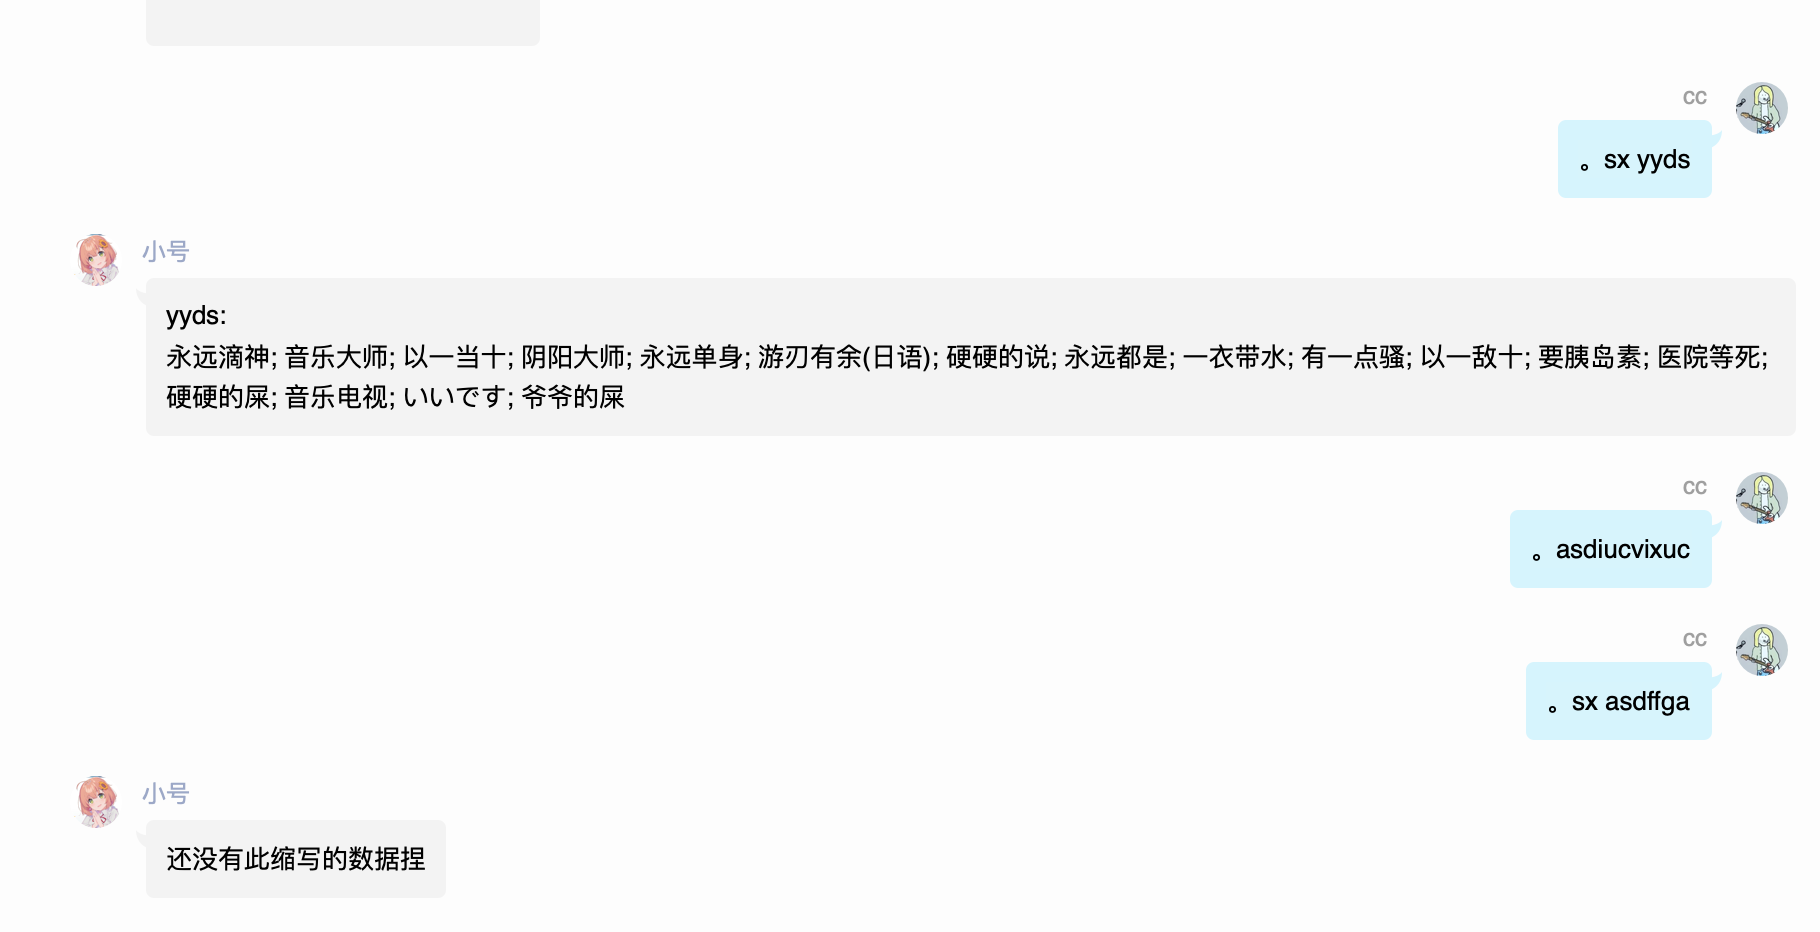 CC
。sx yyds
小号
yyds:
永远滴神; 音乐大师; 以一当十; 阴阳大师; 永远单身; 游刃有余(日语); 硬硬的说; 永远都是; 一衣带水; 有一点骚; 以一敌十; 要胰岛素; 医院等死;
硬硬的屎; 音乐电视; いいです; 爷爷的屎
CC
。asdiucvixuc
CC
。sx asdffga
小号
还没有此缩写的数据捏